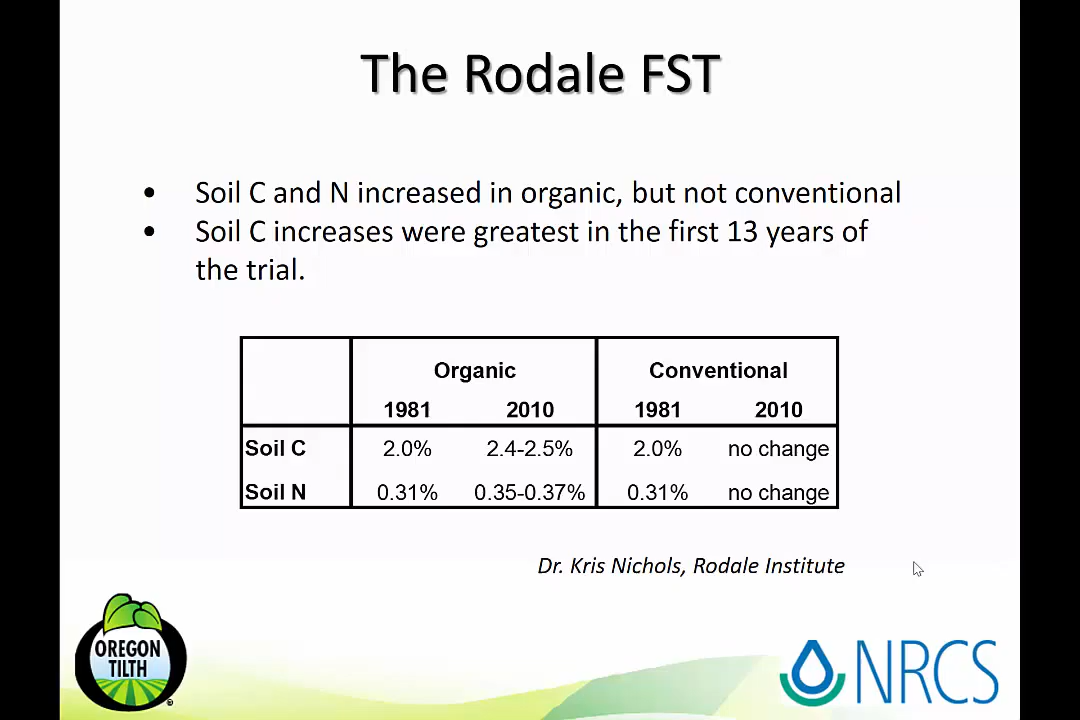 The Rodale FST
• Soil C and N increased in organic, but not conventional
• Soil C increases were greatest in the first 13 years of
the trial.
Organic Conventional
1981 2010 1981 2010
Soil C 2.0% 2.4-2.5% 2.0% no change
Soil N 0.31% 0.35-0.37% 0.31% no change
Dr. Kris Nichols, Rodale Institute
OREGON
TILTH
NRCS